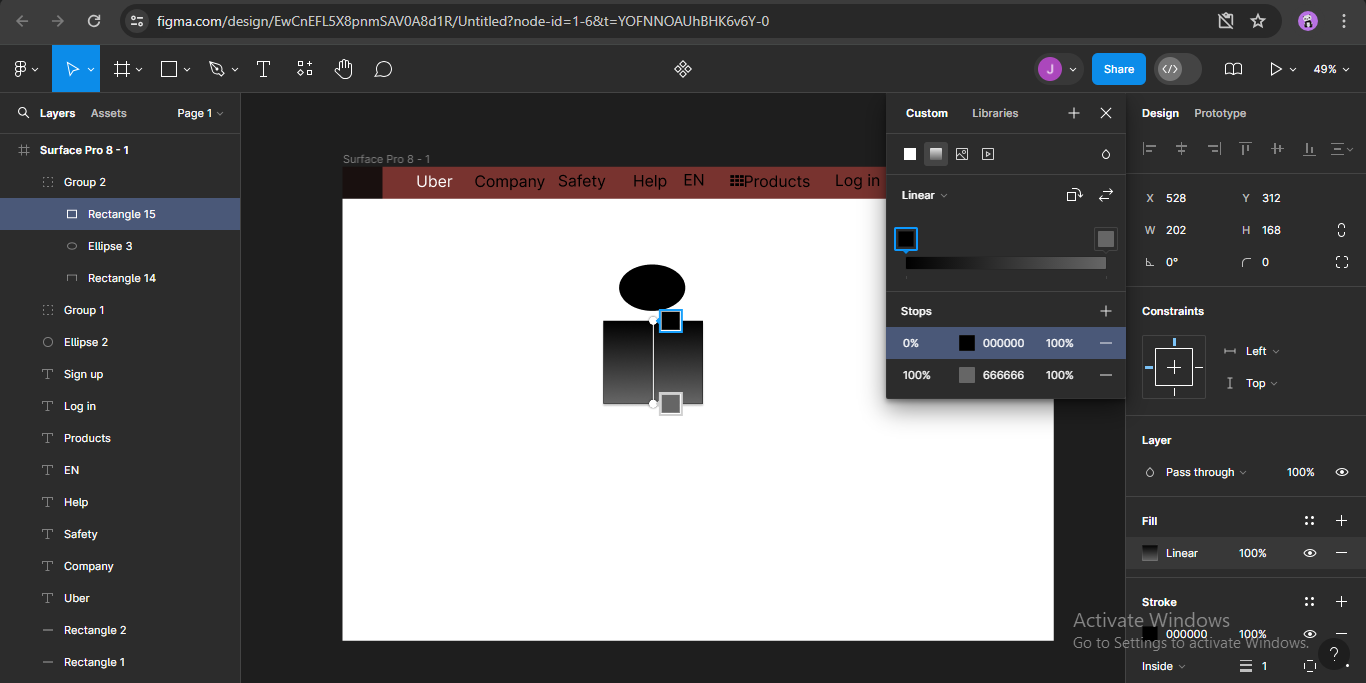 figma.com/design/EwCnEFL5X8pnmSAV0A8d1R/Untitled?node-id=1-6&t=YOFNNOAUhBHK6v6Y-0
J
Share
49%
Layers Assets Page 1
Surface Pro 8 - 1
Group 2
Rectangle 15
Ellipse 3
Rectangle 14
Group 1
Ellipse 2
Sign up
Log in
Products
EN
Help
Safety
Company
Uber
Rectangle 2
Rectangle 1
Surface Pro 8 - 1
Uber Company Safety Help EN Products Log in
Custom Libraries
Linear
Stops
0% 000000 100%
100% 666666 100%
Design Prototype
X 528 Y 312
W 202 H 168
0° 0
Constraints
Left
Top
Layer
Pass through 100%
Fill
Linear 100%
Stroke
000000 100%
Inside 1
Activate Windows
Go to Settings to activate Windows.
?